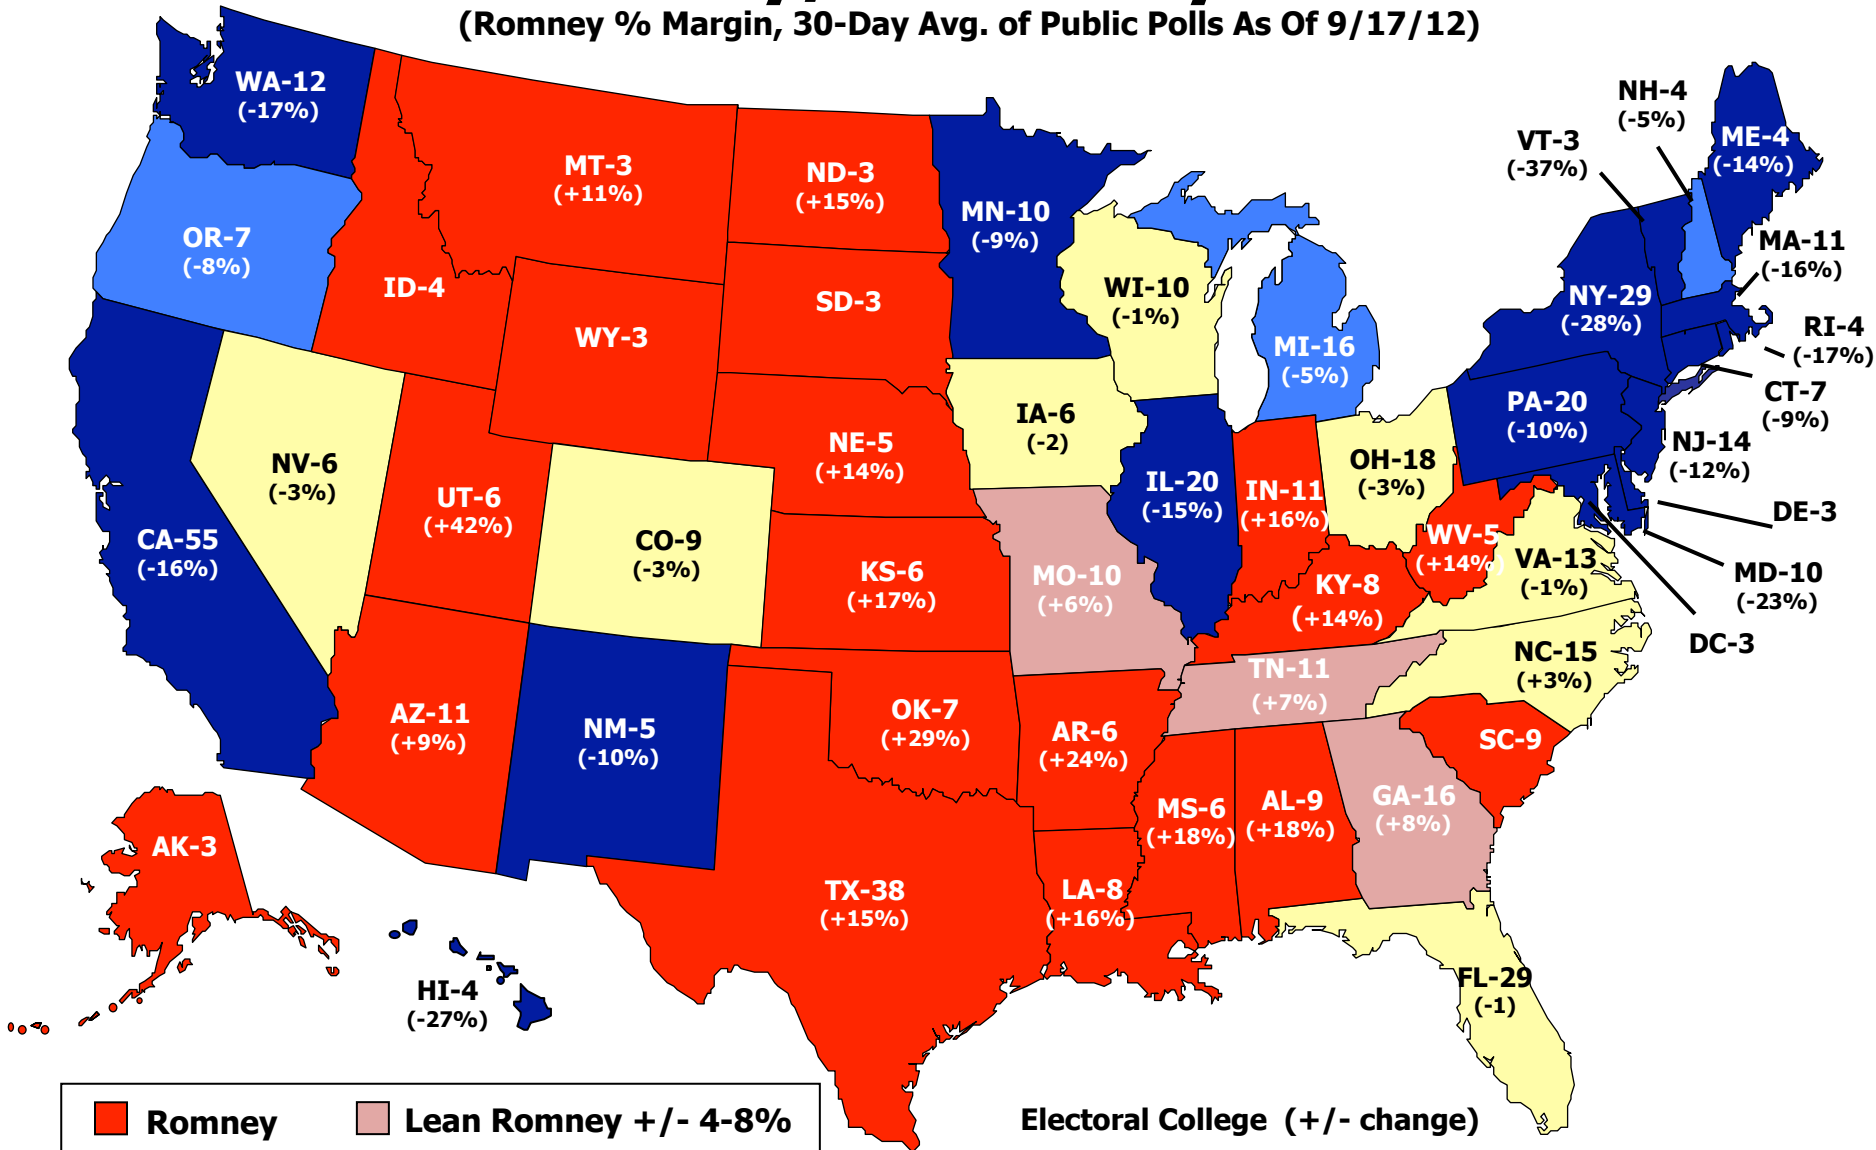 (Romney % Margin, 30-Day Avg. of Public Polls As Of 9/17/12)
WA-12
(-17%)
OR-7
(-8%)
CA-55
(-16%)
NV-6
(-3%)
ID-4
MT-3
(+11%)
WY-3
UT-6
(+42%)
AZ-11
(+9%)
CO-9
(-3%)
NM-5
(-10%)
ND-3
(+15%)
SD-3
NE-5
(+14%)
KS-6
(+17%)
OK-7
(+29%)
TX-38
(+15%)
MN-10
(-9%)
IA-6
(-2)
MO-10
(+6%)
AR-6
(+24%)
LA-8
(+16%)
WI-10
(-1%)
IL-20
(-15%)
MI-16
(-5%)
IN-11
(+16%)
OH-18
(-3%)
KY-8
(+14%)
TN-11
(+7%)
MS-6
(+18%)
AL-9
(+18%)
GA-16
(+8%)
FL-29
(-1)
SC-9
NC-15
(+3%)
VA-13
(-1%)
WV-5
(+14%)
PA-20
(-10%)
NY-29
(-28%)
VT-3
(-37%)
NH-4
(-5%)
ME-4
(-14%)
MA-11
(-16%)
RI-4
(-17%)
CT-7
(-9%)
NJ-14
(-12%)
DE-3
MD-10
(-23%)
DC-3
AK-3
HI-4
(-27%)
Romney
Lean Romney +/- 4-8%
Electoral College (+/- change)